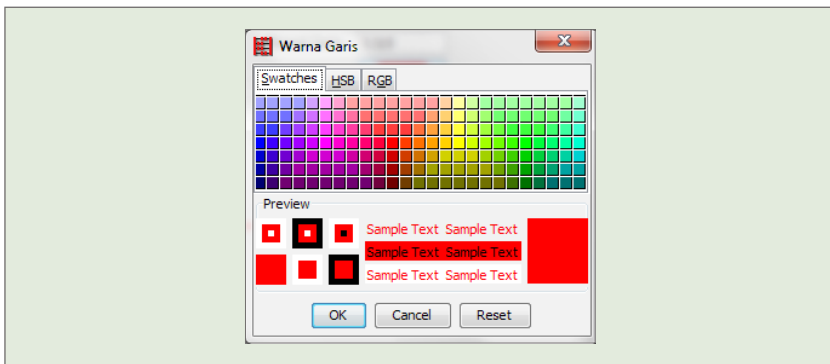 Warna Garis
Swatches HSB RGB
Preview
Sample Text Sample Text
Sample Text Sample Text
Sample Text Sample Text
OK Cancel Reset